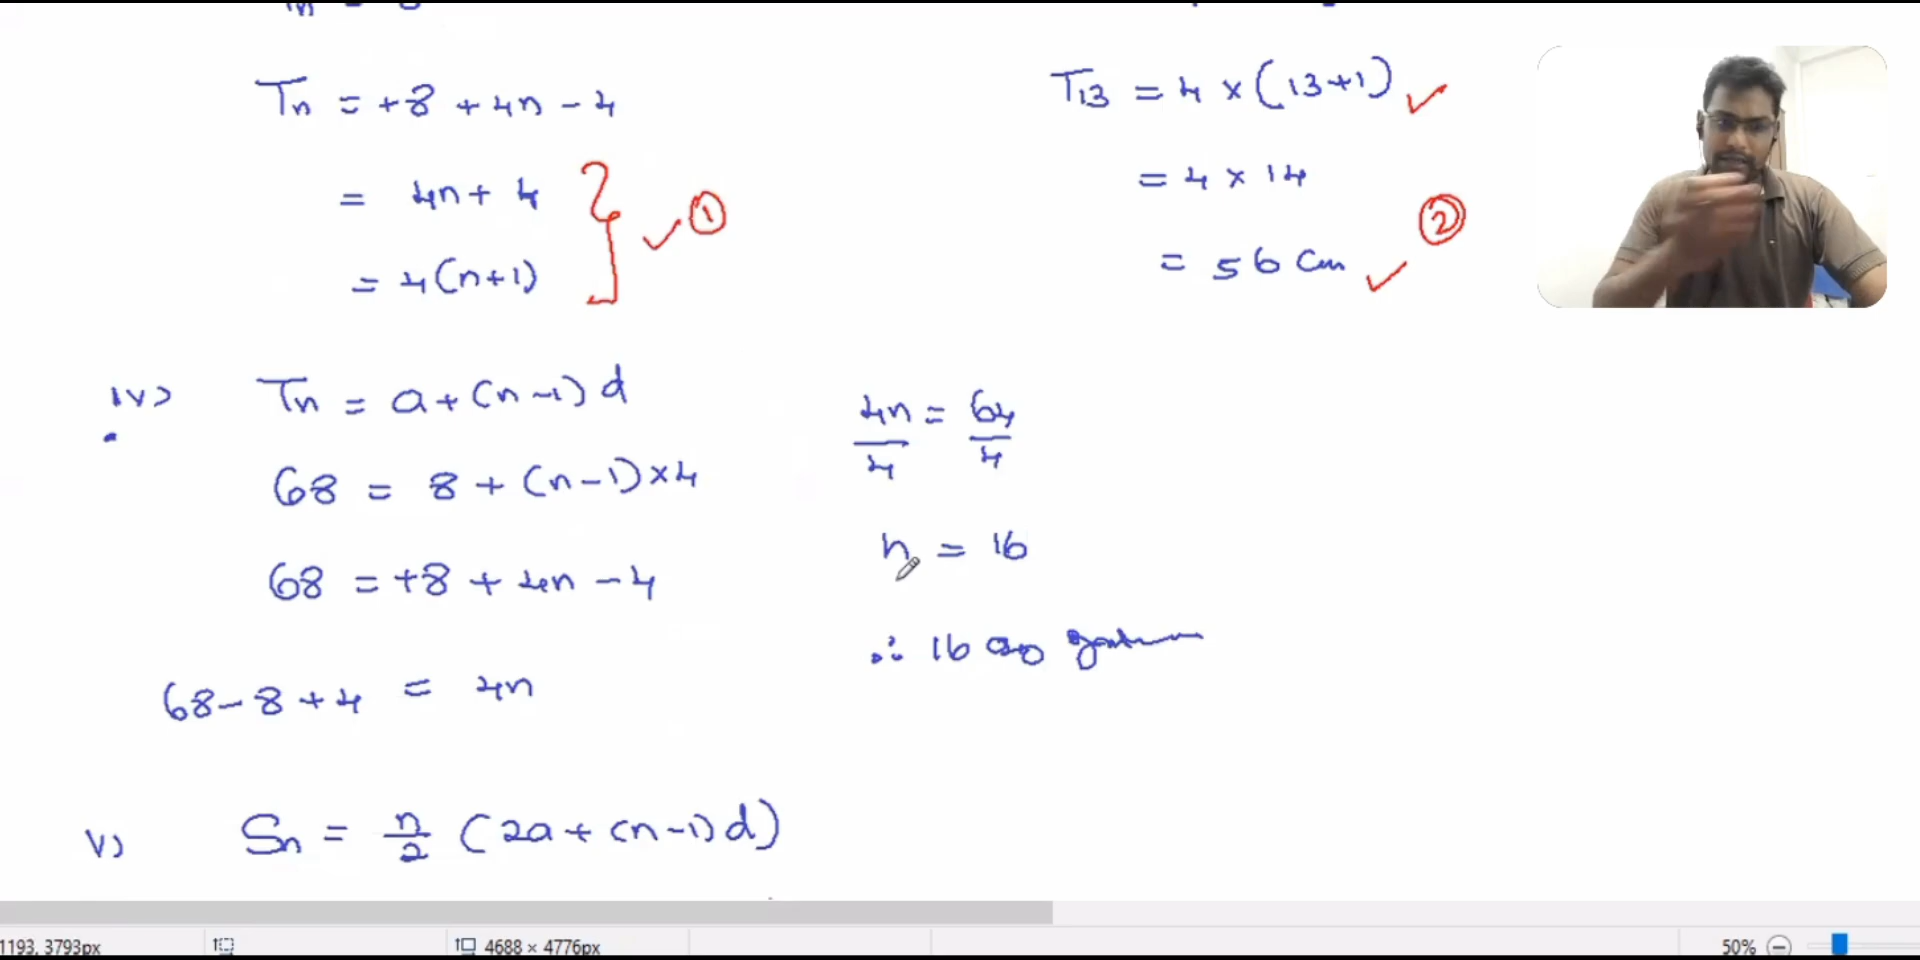 Tn = +8 + 4n - 4
= 4n + 4
= 4(n+1)
✓ ①
T13 = 4 × (13+1) ✓
= 4 × 14
= 56 cm ✓
②
iv) Tn = a + (n-1) d
68 = 8 + (n-1) × 4
68 = +8 + 4n - 4
68 - 8 + 4 = 4n
4n/4 = 64/4
n = 16
∴ 16
v) Sn = n/2 (2a + (n-1) d)
1193, 3793px
4688 × 4776px
50%